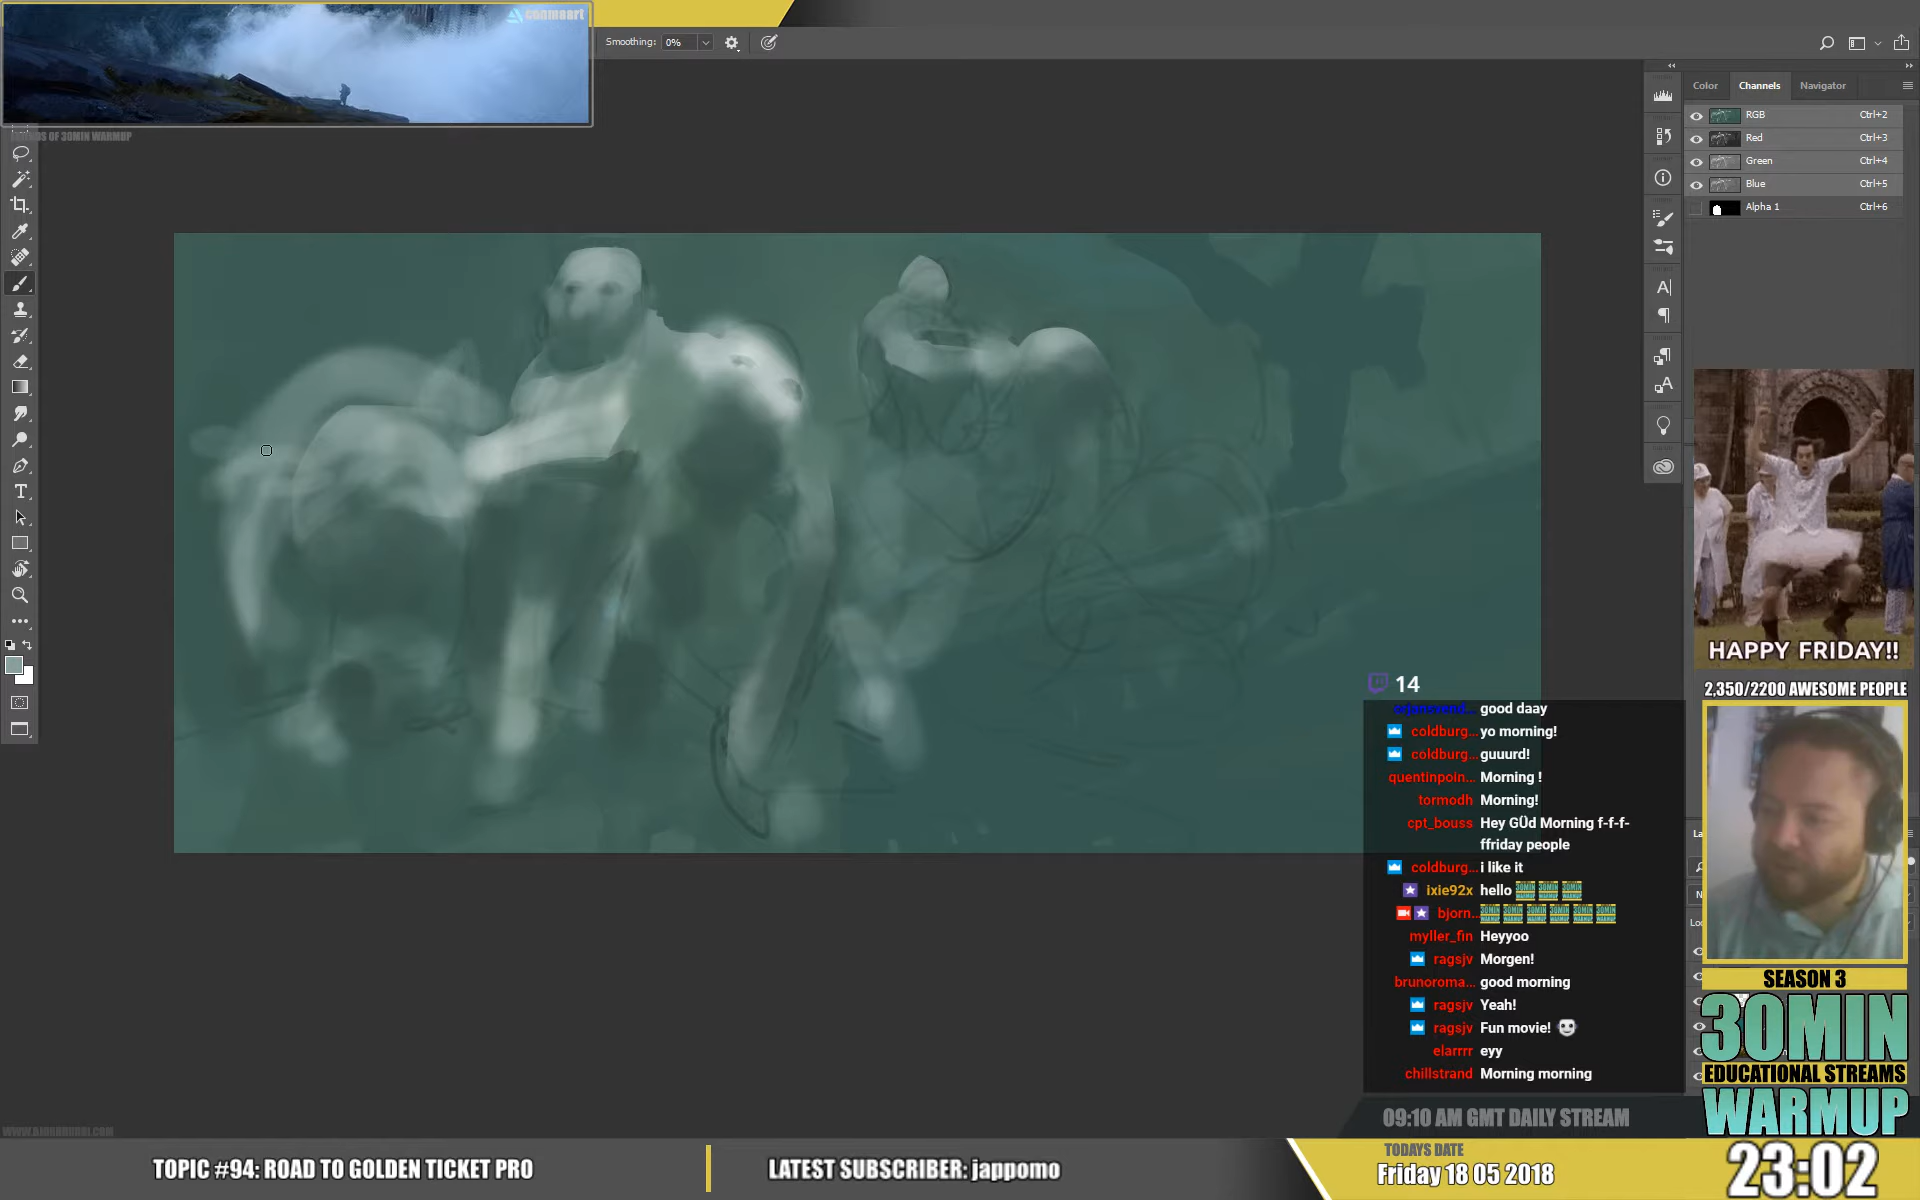 conmaart
Smoothing: 0%
OF 30MIN WARMUP
Color Channels Navigator
RGB Ctrl+2
Red Ctrl+3
Green Ctrl+4
Blue Ctrl+5
Alpha 1 Ctrl+6
HAPPY FRIDAY!!
2,350/2200 AWESOME PEOPLE
14
good daay
coldburg... yo morning!
coldburg... guuurd!
quentinpoin... Morning !
tormodh Morning!
cpt_bouss Hey GÜd Morning f-f-f-
ffriday people
coldburg... i like it
ixie92x hello
bjorn...
myller_fin Heyyoo
ragsjv Morgen!
brunoroma... good morning
ragsjv Yeah!
ragsjv Fun movie!
elarrrr eyy
chillstrand Morning morning
SEASON 3
30MIN
EDUCATIONAL STREAMS
WARMUP
09:10 AM GMT DAILY STREAM
TOPIC #94: ROAD TO GOLDEN TICKET PRO
LATEST SUBSCRIBER: jappomo
TODAYS DATE
Friday 18 05 2018
23:02